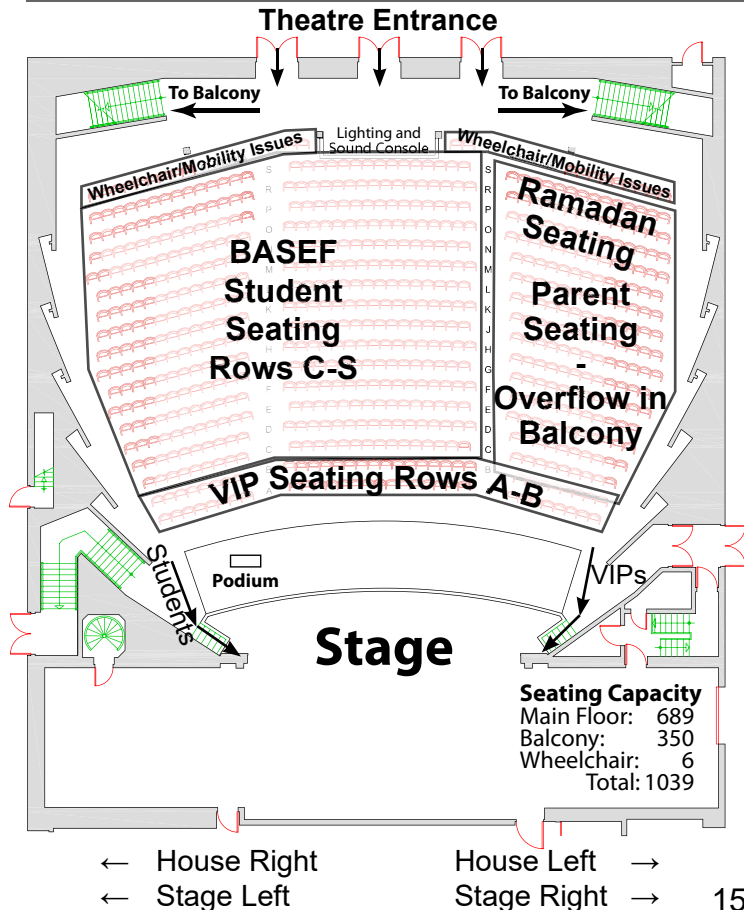 Theatre Entrance
To Balcony
To Balcony
Lighting and
Sound Console
Wheelchair/Mobility Issues
Wheelchair/Mobility Issues
BASEF
Student
Seating
Rows C-S
Ramadan
Seating
Parent
Seating
-
Overflow in
Balcony
S
R
P
O
N
M
L
K
J
H
G
F
E
D
C
B
A
S
R
P
O
N
M
L
K
J
H
G
F
E
D
C
B
VIP Seating Rows A-B
Students
Podium
VIPs
Stage
Seating Capacity
Main Floor: 689
Balcony: 350
Wheelchair: 6
Total: 1039
← House Right
House Left →
← Stage Left
Stage Right →
15